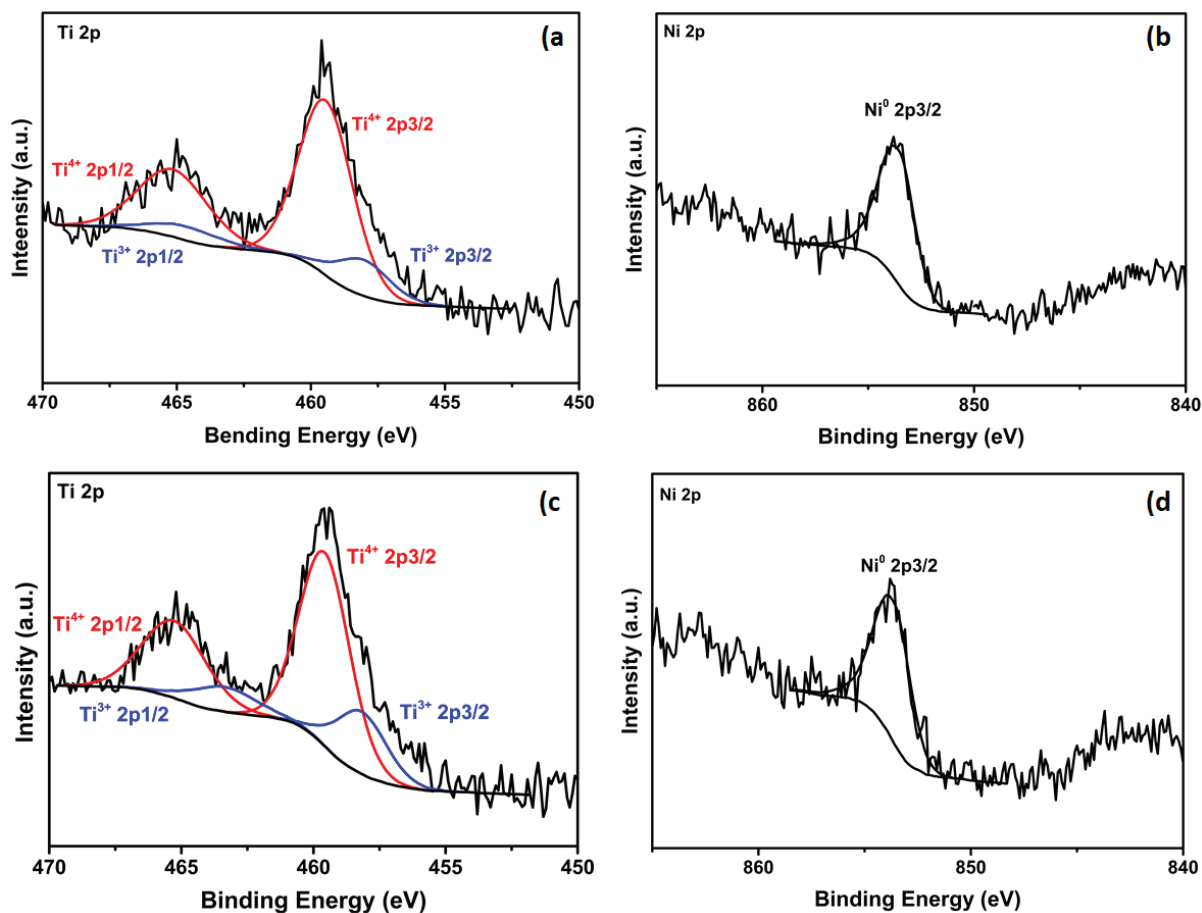 Ti 2p
(a
Ti⁴⁺ 2p3/2
Ti⁴⁺ 2p1/2
Ti³⁺ 2p1/2
Ti³⁺ 2p3/2
Inteensity (a.u.)
470 465 460 455 450
Bending Energy (eV)
Ni 2p
(b)
Ni⁰ 2p3/2
Intensity (a.u.)
860 850 840
Binding Energy (eV)
Ti 2p
(c
Ti⁴⁺ 2p3/2
Ti⁴⁺ 2p1/2
Ti³⁺ 2p1/2
Ti³⁺ 2p3/2
Intensity (a.u.)
470 465 460 455 450
Binding Energy (eV)
Ni 2p
(d)
Ni⁰ 2p3/2
Intensity (a.u.)
860 850 840
Binding Energy (eV)